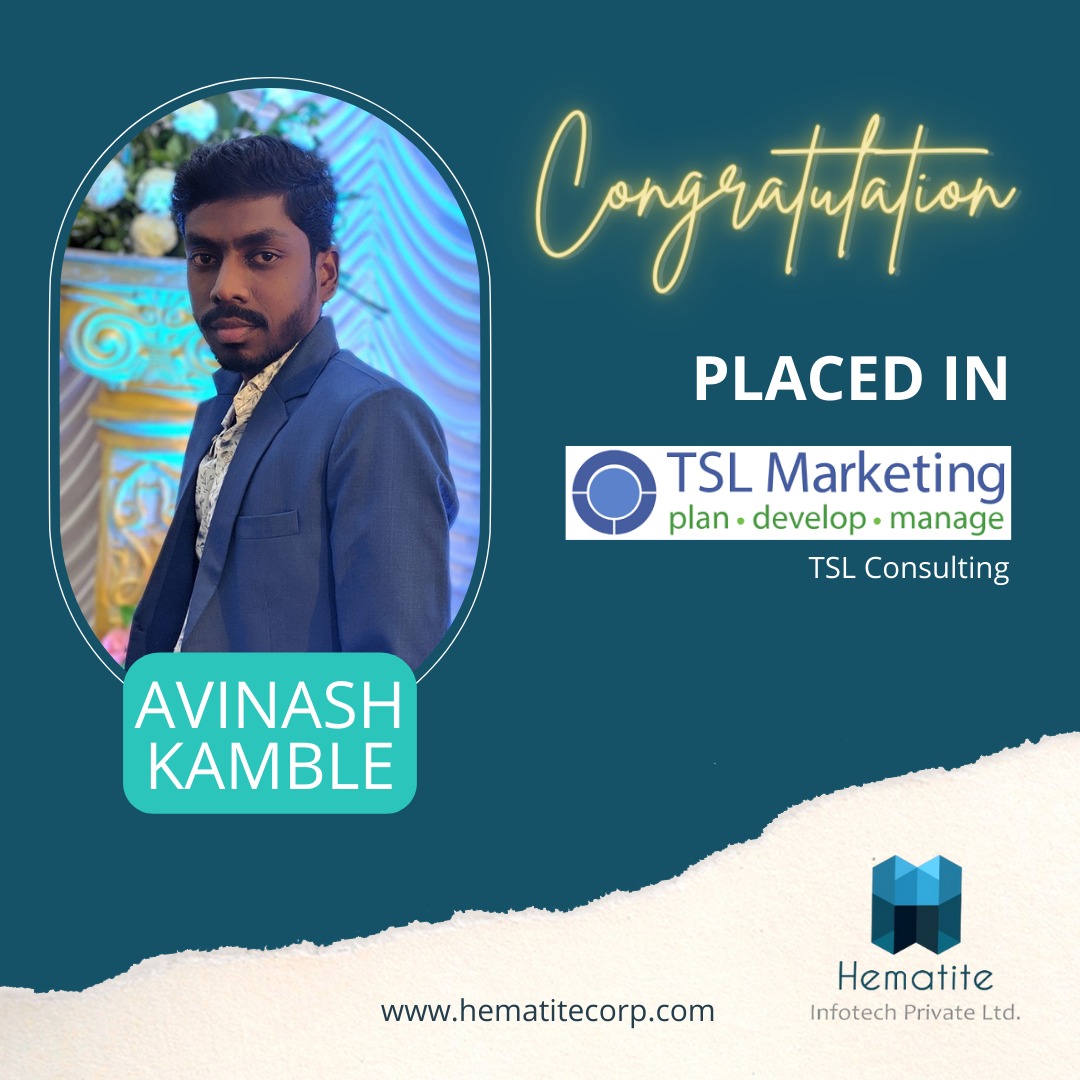 Congratulation
PLACED IN
TSL Marketing
plan • develop • manage
TSL Consulting
AVINASH
KAMBLE
Hematite
Infotech Private Ltd.
www.hematitecorp.com